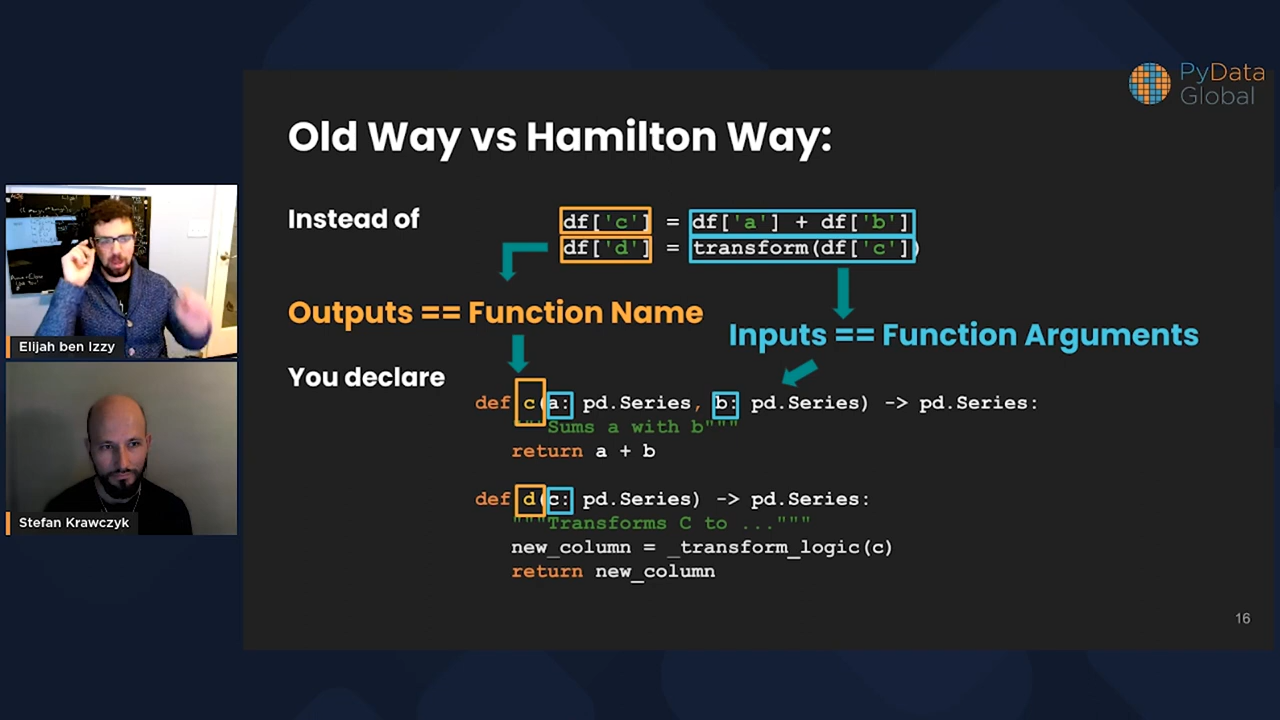 PyData
Global
Old Way vs Hamilton Way:
Instead of
df['c'] = df['a'] + df['b']
df['d'] = transform(df['c'])
Outputs == Function Name
Inputs == Function Arguments
You declare
def c(a: pd.Series, b: pd.Series) -> pd.Series:
"""Sums a with b"""
return a + b
def d(c: pd.Series) -> pd.Series:
"""Transforms C to ..."""
new_column = _transform_logic(c)
return new_column
16
Elijah ben Izzy
Stefan Krawczyk